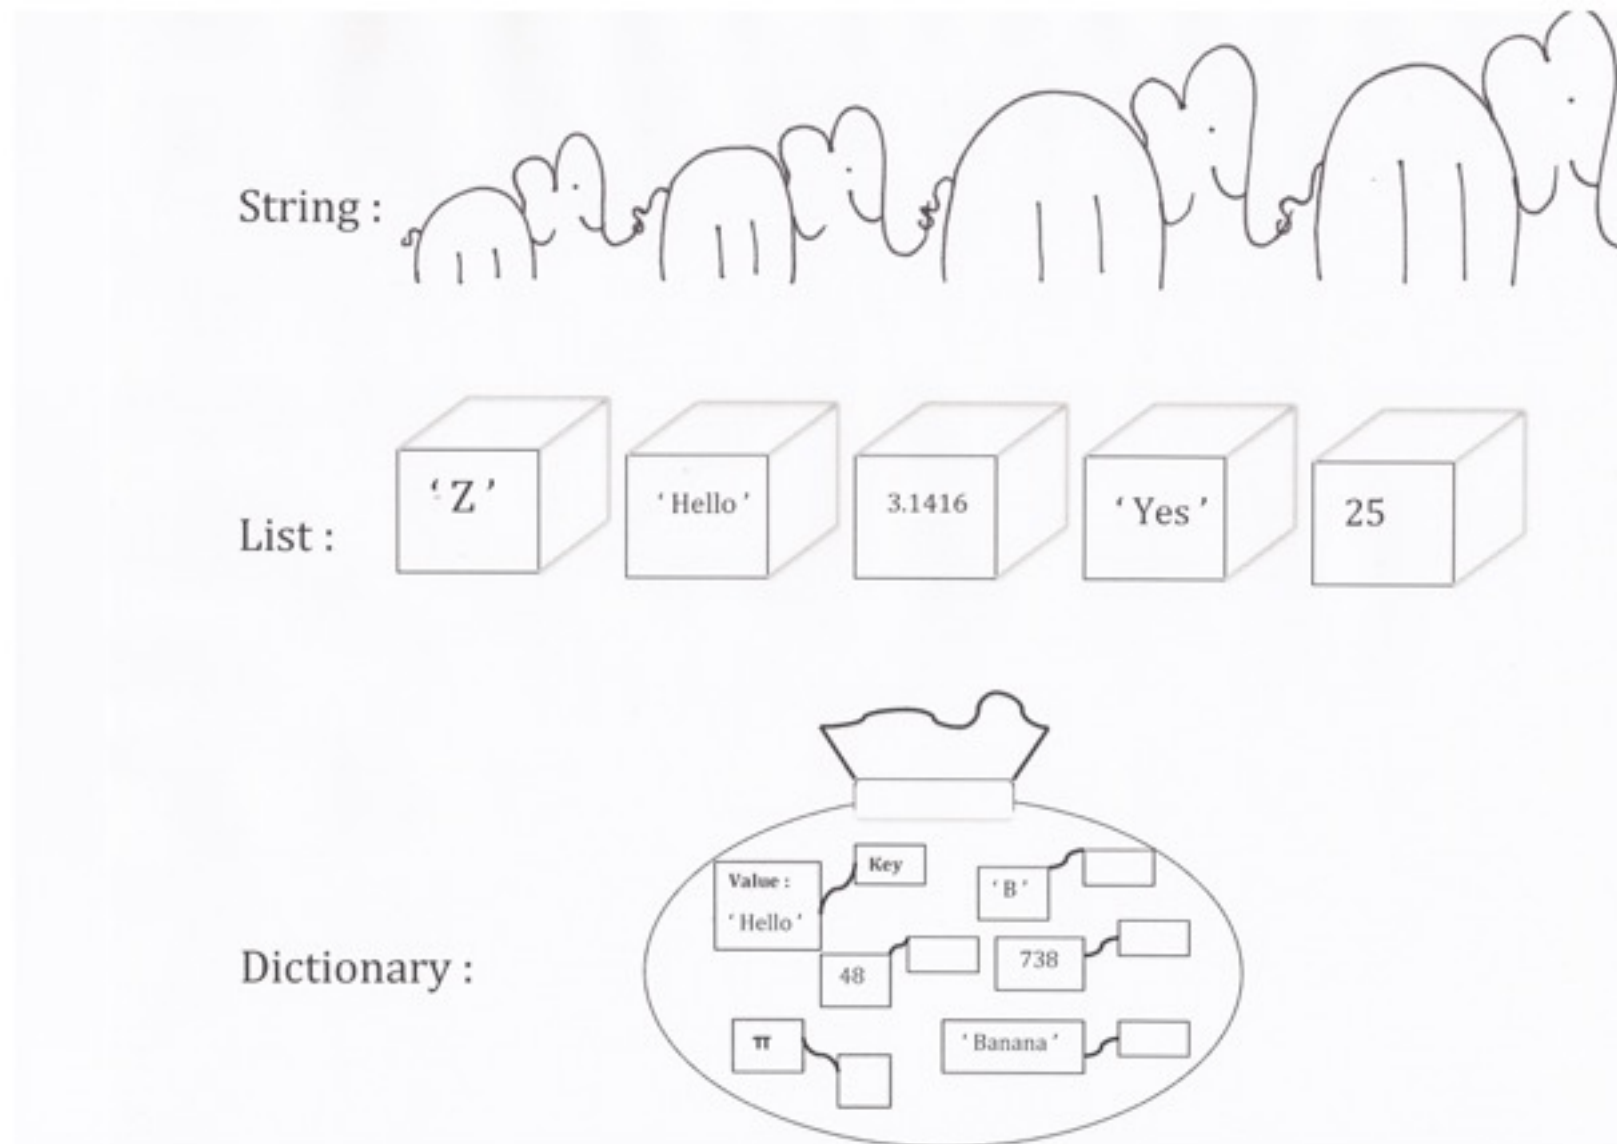 String :
List :
' Z '
' Hello '
3.1416
' Yes '
25
Dictionary :
Value :
' Hello '
Key
' B '
48
738
π
' Banana '